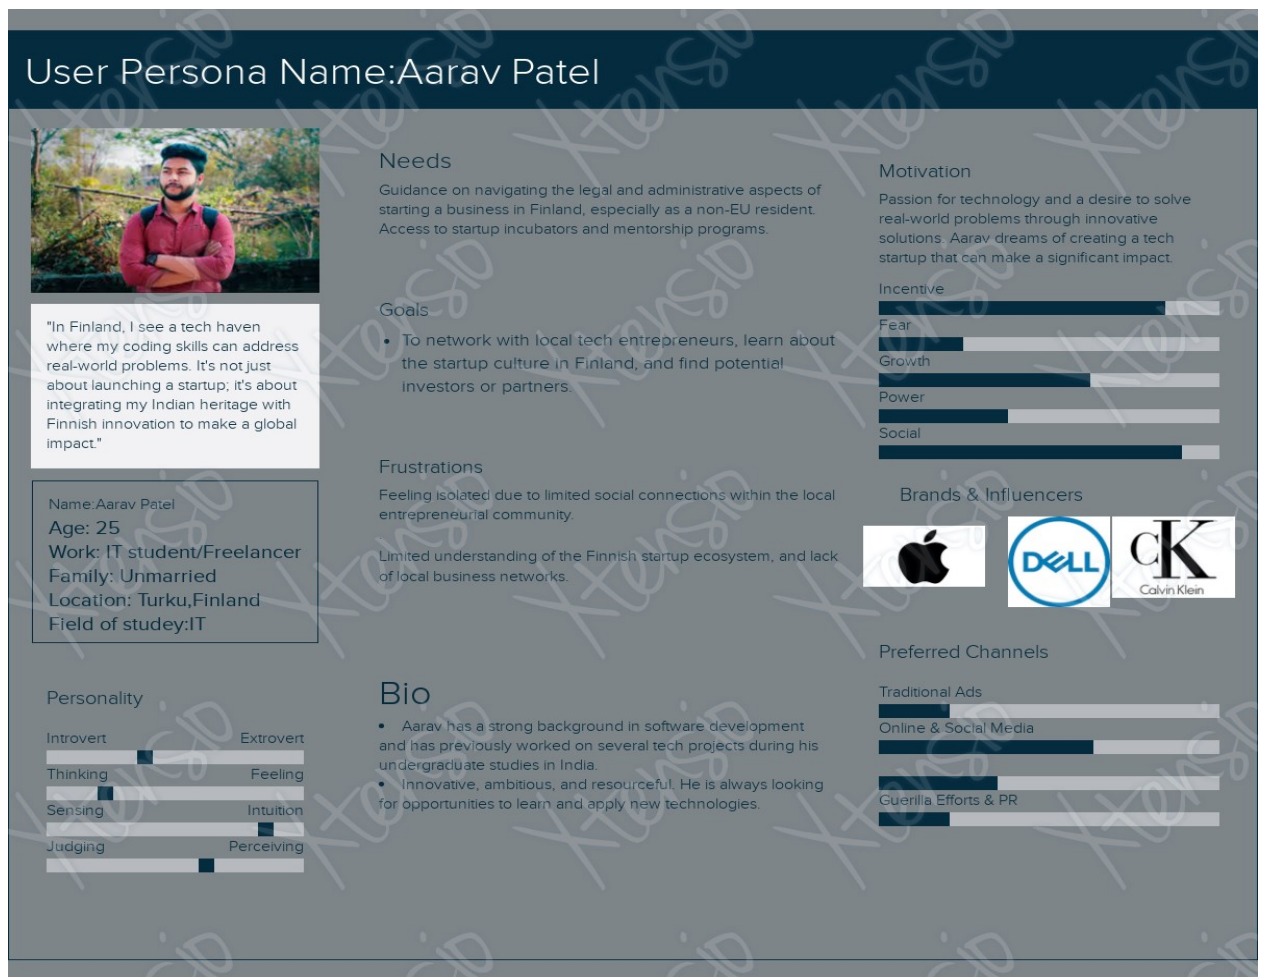 User Persona Name:Aarav Patel
"In Finland, I see a tech haven
where my coding skills can address
real-world problems. It's not just
about launching a startup; it's about
integrating my Indian heritage with
Finnish innovation to make a global
impact."
Name:Aarav Patel
Age: 25
Work: IT student/Freelancer
Family: Unmarried
Location: Turku,Finland
Field of studey:IT
Personality
Introvert Extrovert
Thinking Feeling
Sensing Intuition
Judging Perceiving
Needs
Guidance on navigating the legal and administrative aspects of
starting a business in Finland, especially as a non-EU resident.
Access to startup incubators and mentorship programs.
Goals
• To network with local tech entrepreneurs, learn about
the startup culture in Finland, and find potential
investors or partners.
Frustrations
Feeling isolated due to limited social connections within the local
entrepreneurial community.
Limited understanding of the Finnish startup ecosystem, and lack
of local business networks.
Bio
• Aarav has a strong background in software development
and has previously worked on several tech projects during his
undergraduate studies in India.
• Innovative, ambitious, and resourceful. He is always looking
for opportunities to learn and apply new technologies.
Motivation
Passion for technology and a desire to solve
real-world problems through innovative
solutions. Aarav dreams of creating a tech
startup that can make a significant impact.
Incentive
Fear
Growth
Power
Social
Brands & Influencers
DELL
CK
Calvin Klein
Preferred Channels
Traditional Ads
Online & Social Media
Guerilla Efforts & PR
Xtensio